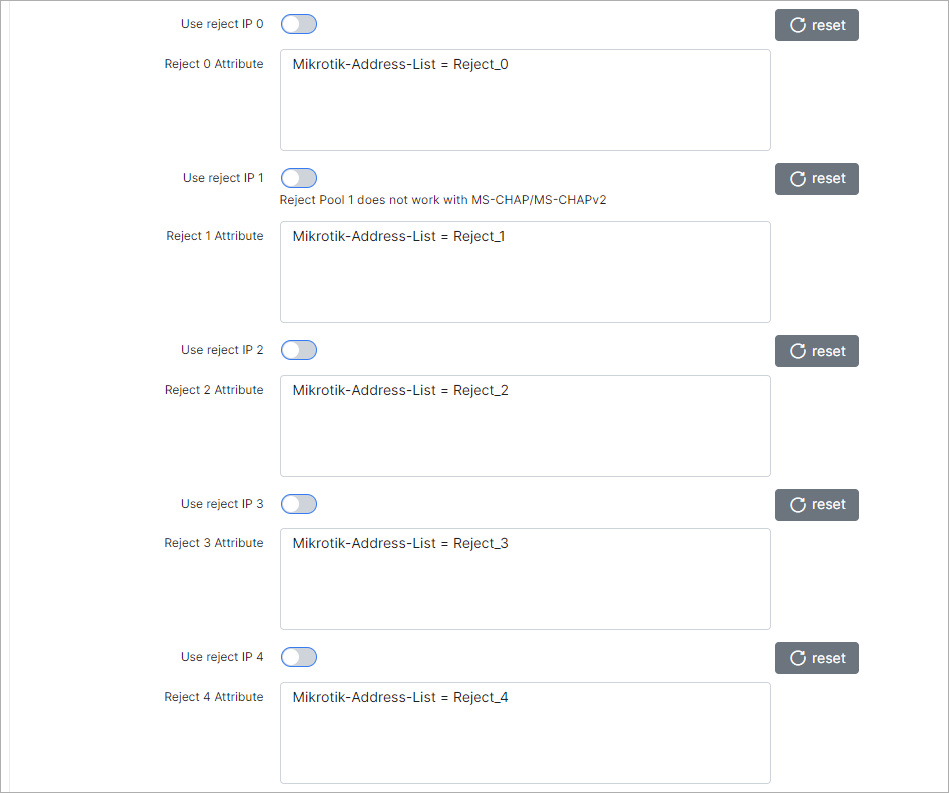 Use reject IP 0 reset
Reject 0 Attribute Mikrotik-Address-List = Reject_0
Use reject IP 1 reset
Reject Pool 1 does not work with MS-CHAP/MS-CHAPv2
Reject 1 Attribute Mikrotik-Address-List = Reject_1
Use reject IP 2 reset
Reject 2 Attribute Mikrotik-Address-List = Reject_2
Use reject IP 3 reset
Reject 3 Attribute Mikrotik-Address-List = Reject_3
Use reject IP 4 reset
Reject 4 Attribute Mikrotik-Address-List = Reject_4